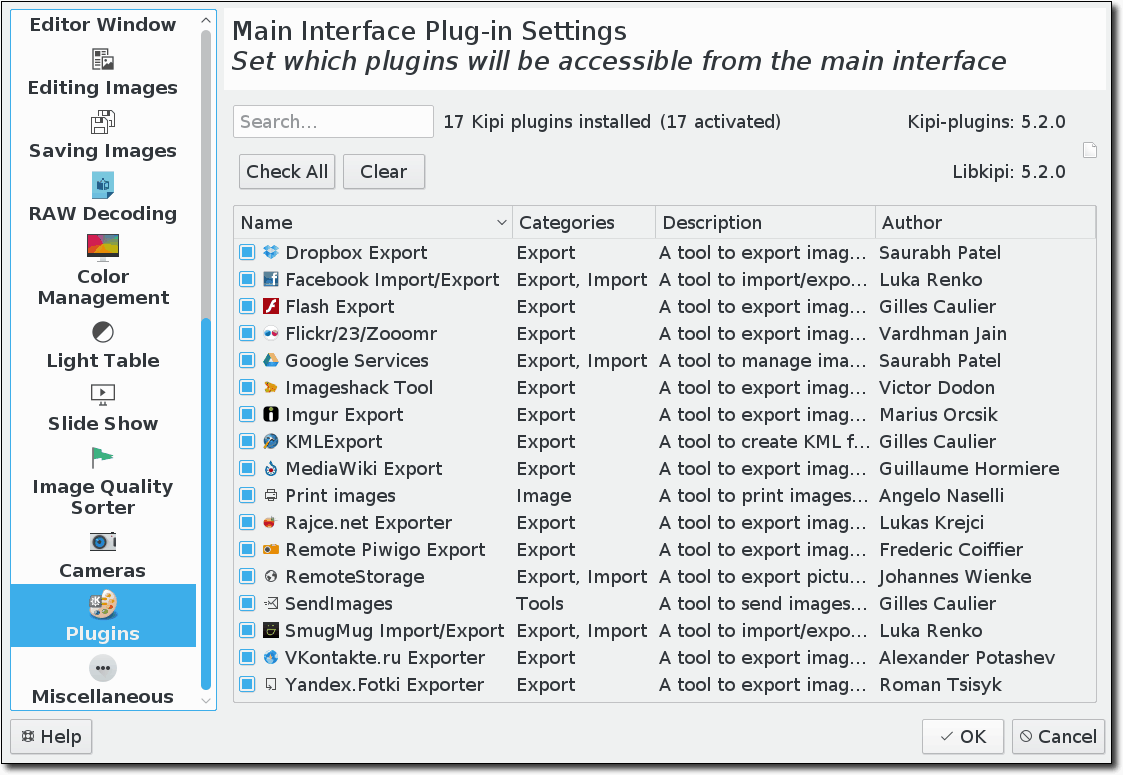 Editor Window
Editing Images
Saving Images
RAW Decoding
Color
Management
Light Table
Slide Show
Image Quality
Sorter
Cameras
Plugins
Miscellaneous
Main Interface Plug-in Settings
Set which plugins will be accessible from the main interface
Search... 17 Kipi plugins installed (17 activated) Kipi-plugins: 5.2.0
Check All Clear Libkipi: 5.2.0
Name Categories Description Author
Dropbox Export Export A tool to export imag... Saurabh Patel
Facebook Import/Export Export, Import A tool to import/expo... Luka Renko
Flash Export Export A tool to export imag... Gilles Caulier
Flickr/23/Zooomr Export A tool to export imag... Vardhman Jain
Google Services Export, Import A tool to manage ima... Saurabh Patel
Imageshack Tool Export A tool to export imag... Victor Dodon
Imgur Export Export A tool to export imag... Marius Orcsik
KMLExport Export A tool to create KML f... Gilles Caulier
MediaWiki Export Export A tool to export imag... Guillaume Hormiere
Print images Image A tool to print images... Angelo Naselli
Rajce.net Exporter Export A tool to export imag... Lukas Krejci
Remote Piwigo Export Export A tool to export imag... Frederic Coiffier
RemoteStorage Export, Import A tool to export pictu... Johannes Wienke
SendImages Tools A tool to send images... Gilles Caulier
SmugMug Import/Export Export, Import A tool to import/expo... Luka Renko
VKontakte.ru Exporter Export A tool to export imag... Alexander Potashev
Yandex.Fotki Exporter Export A tool to export imag... Roman Tsisyk
Help OK Cancel